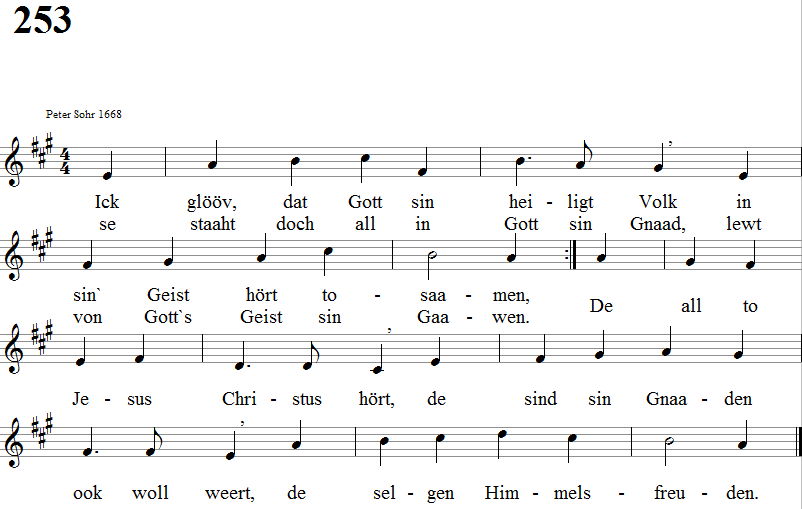 253
Peter Sohr 1668
Ick glööv, dat Gott sin hei - ligt Volk in
se staaht doch all in Gott sin Gnaad, lewt
sin` Geist hört to - saa - men,
von Gott`s Geist sin Gaa - wen.
De all to
Je - sus Chri - stus hört, de sind sin Gnaa - den
ook woll weert, de sel - gen Him - mels - freu - den.